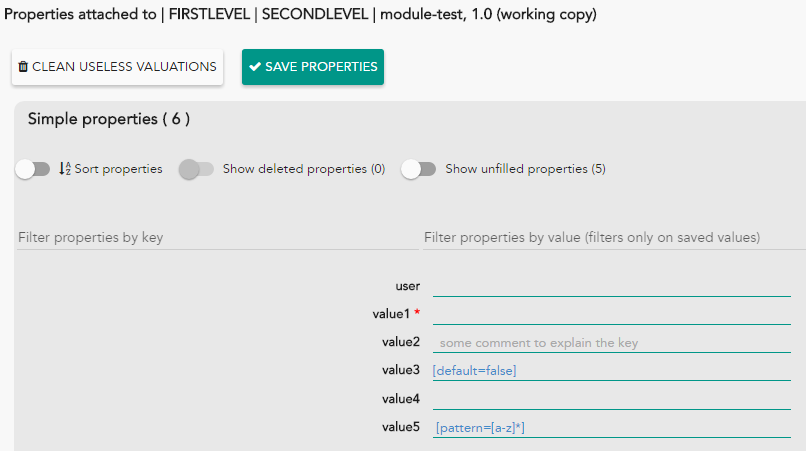 Properties attached to | FIRSTLEVEL | SECONDLEVEL | module-test, 1.0 (working copy)
CLEAN USELESS VALUATIONS SAVE PROPERTIES
Simple properties ( 6 )
Sort properties Show deleted properties (0) Show unfilled properties (5)
Filter properties by key Filter properties by value (filters only on saved values)
user
value1 *
value2 some comment to explain the key
value3 [default=false]
value4
value5 [pattern=[a-z]*]